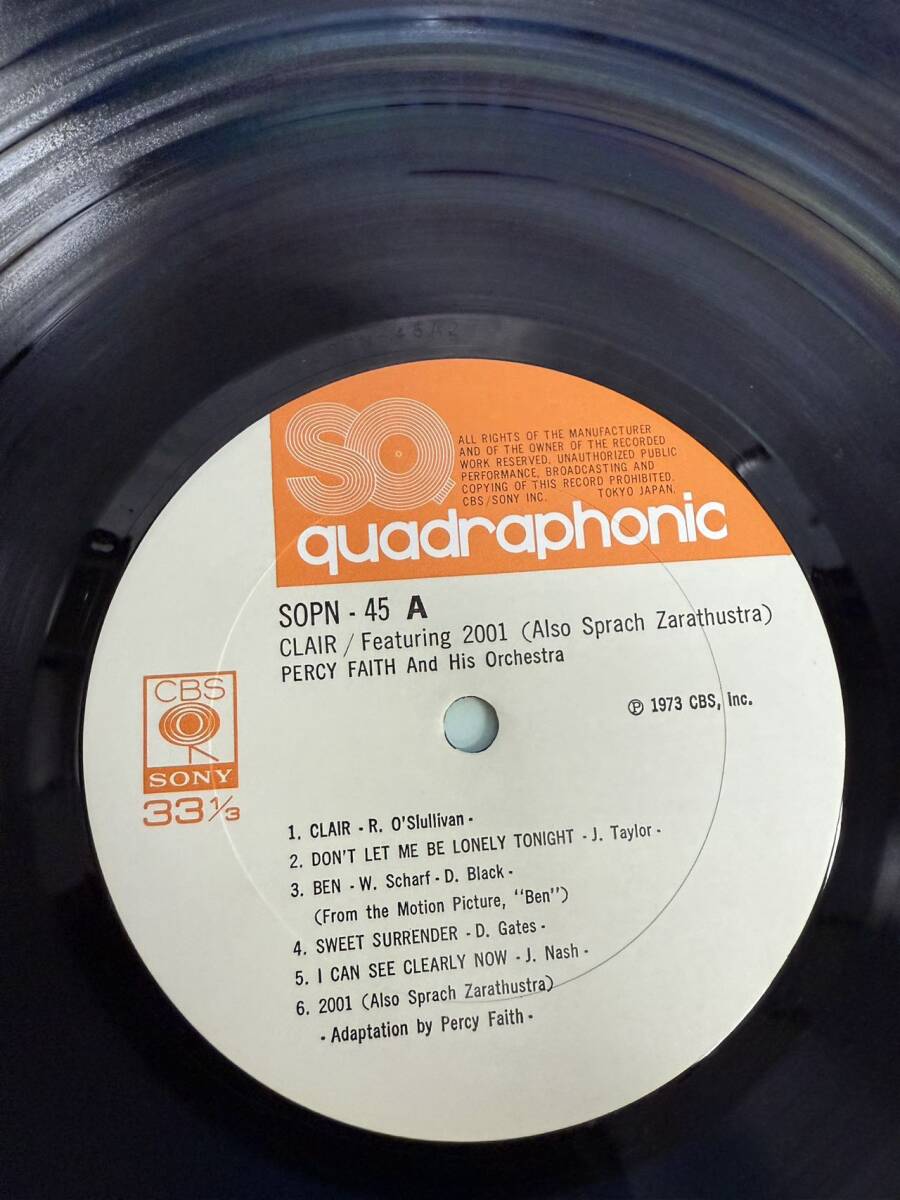 SQ
quadraphonic
ALL RIGHTS OF THE MANUFACTURER
AND OF THE OWNER OF THE RECORDED
WORK RESERVED. UNAUTHORIZED PUBLIC
PERFORMANCE, BROADCASTING AND
COPYING OF THIS RECORD PROHIBITED.
CBS/SONY INC. TOKYO JAPAN.
SOPN - 45 A
CLAIR / Featuring 2001 (Also Sprach Zarathustra)
PERCY FAITH And His Orchestra
℗ 1973 CBS, Inc.
CBS
SONY
33 1/3
1. CLAIR - R. O'Slullivan -
2. DON'T LET ME BE LONELY TONIGHT - J. Taylor -
3. BEN - W. Scharf - D. Black -
(From the Motion Picture, "Ben")
4. SWEET SURRENDER - D. Gates -
5. I CAN SEE CLEARLY NOW - J. Nash -
6. 2001 (Also Sprach Zarathustra)
- Adaptation by Percy Faith -